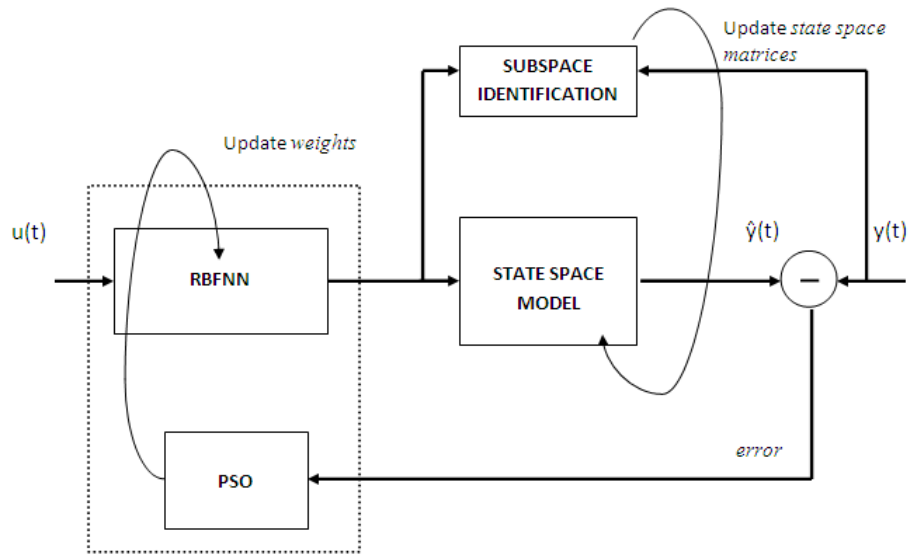 Update state space
matrices
SUBSPACE
IDENTIFICATION
Update weights
u(t)
ŷ(t)
y(t)
RBFNN
STATE SPACE
MODEL
−
error
PSO